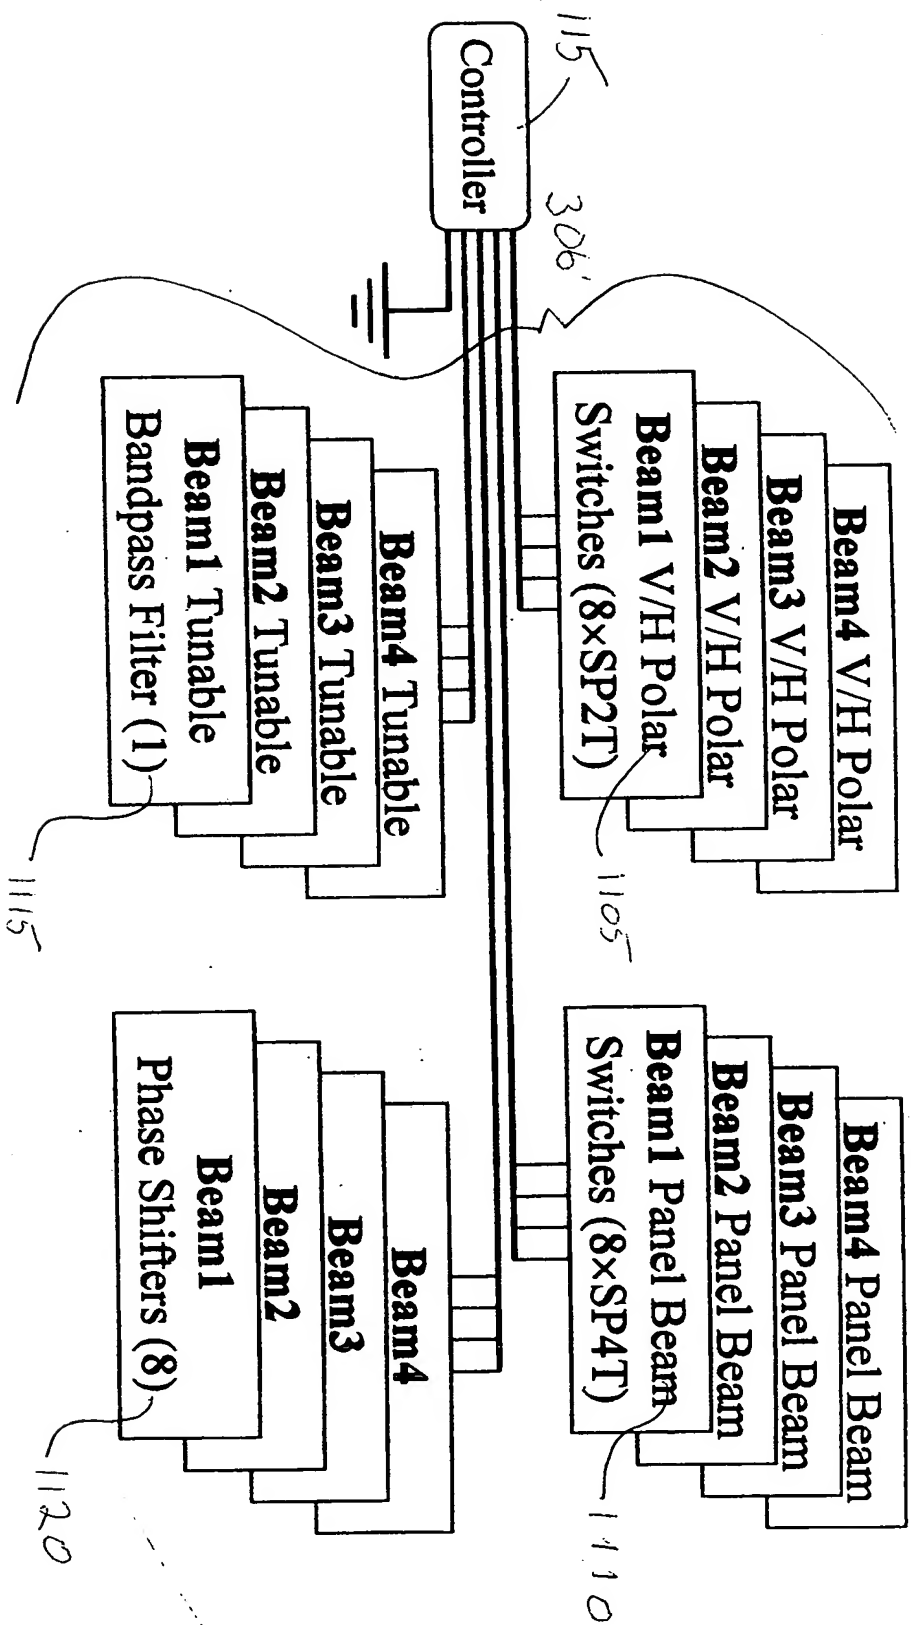 115
Controller
306'
Beam4 V/H Polar
Beam3 V/H Polar
Beam2 V/H Polar
Beam1 V/H Polar
Switches (8×SP2T)
1105
Beam4 Panel Beam
Beam3 Panel Beam
Beam2 Panel Beam
Beam1 Panel Beam
Switches (8×SP4T)
1110
Beam4 Tunable
Beam3 Tunable
Beam2 Tunable
Beam1 Tunable
Bandpass Filter (1)
1115
Beam4
Beam3
Beam2
Beam1
Phase Shifters (8)
1120